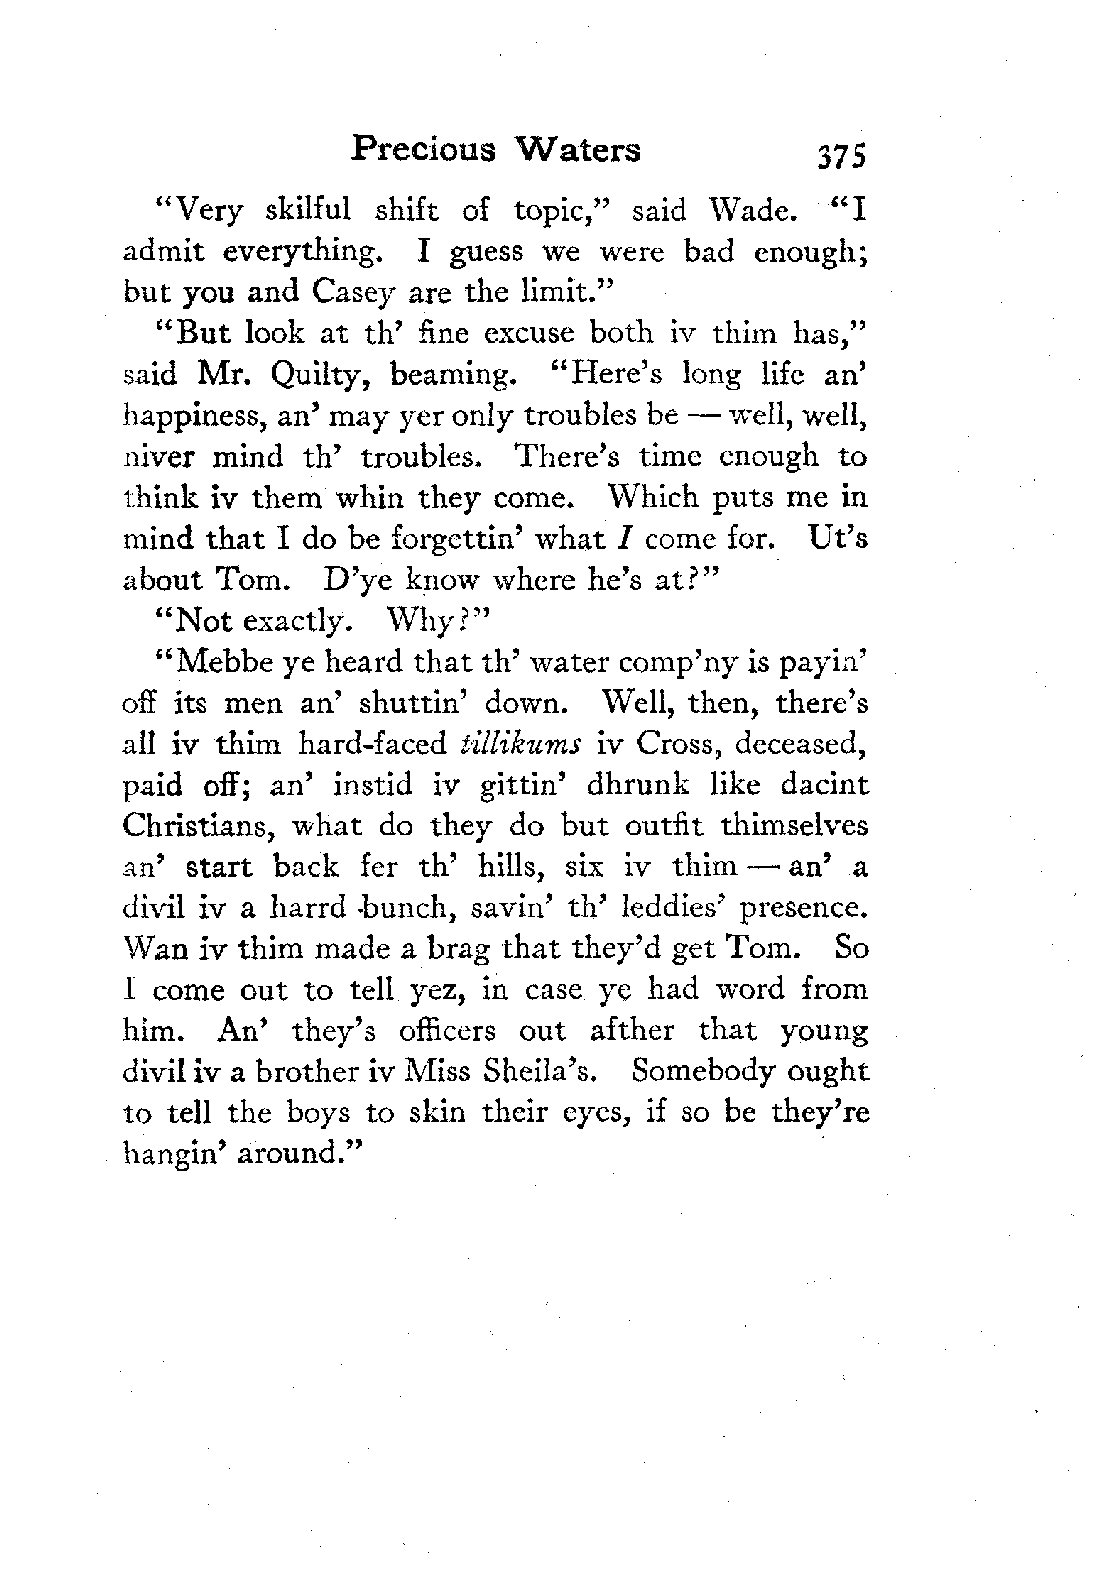 Precious Waters 375
“Very skilful shift of topic,” said Wade. “I
admit everything. I guess we were bad enough;
but you and Casey are the limit.”
“But look at th’ fine excuse both iv thim has,”
said Mr. Quilty, beaming. “Here’s long life an’
happiness, an’ may yer only troubles be — well, well,
niver mind th’ troubles. There’s time enough to
think iv them whin they come. Which puts me in
mind that I do be forgettin’ what I come for. Ut’s
about Tom. D’ye know where he’s at?”
“Not exactly. Why?”
“Mebbe ye heard that th’ water comp’ny is payin’
off its men an’ shuttin’ down. Well, then, there’s
all iv thim hard-faced tillikums iv Cross, deceased,
paid off; an’ instid iv gittin’ dhrunk like dacint
Christians, what do they do but outfit thimselves
an’ start back fer th’ hills, six iv thim — an’ a
divil iv a harrd bunch, savin’ th’ leddies’ presence.
Wan iv thim made a brag that they’d get Tom. So
I come out to tell yez, in case ye had word from
him. An’ they’s officers out afther that young
divil iv a brother iv Miss Sheila’s. Somebody ought
to tell the boys to skin their eyes, if so be they’re
hangin’ around.”